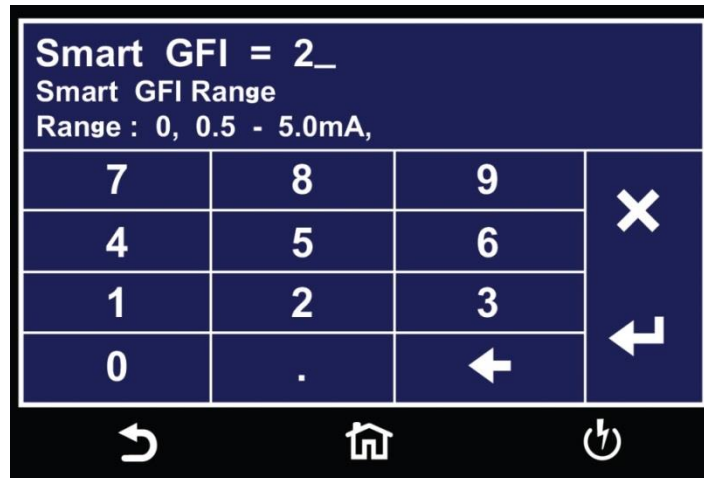 Smart GFI = 2_
Smart GFI Range
Range : 0, 0.5 - 5.0mA,
7 8 9
4 5 6
1 2 3
0 .